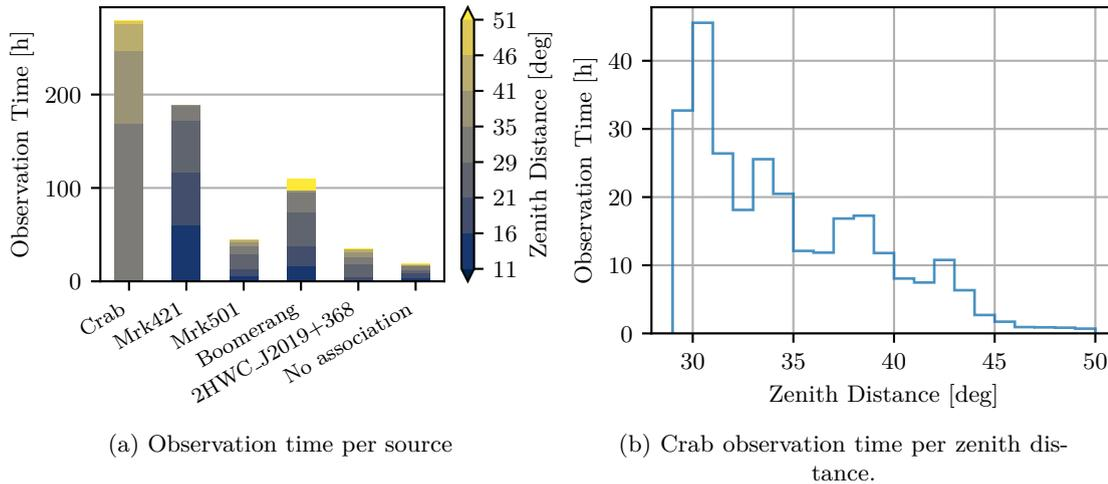 Observation Time [h]
200
100
0
Crab
Mrk421
Mrk501
Boomerang
2HWC_J2019+368
No association
51
46
41
35
29
21
16
11
Zenith Distance [deg]
(a) Observation time per source
Observation Time [h]
40
30
20
10
0
30 35 40 45 50
Zenith Distance [deg]
(b) Crab observation time per zenith dis-
tance.